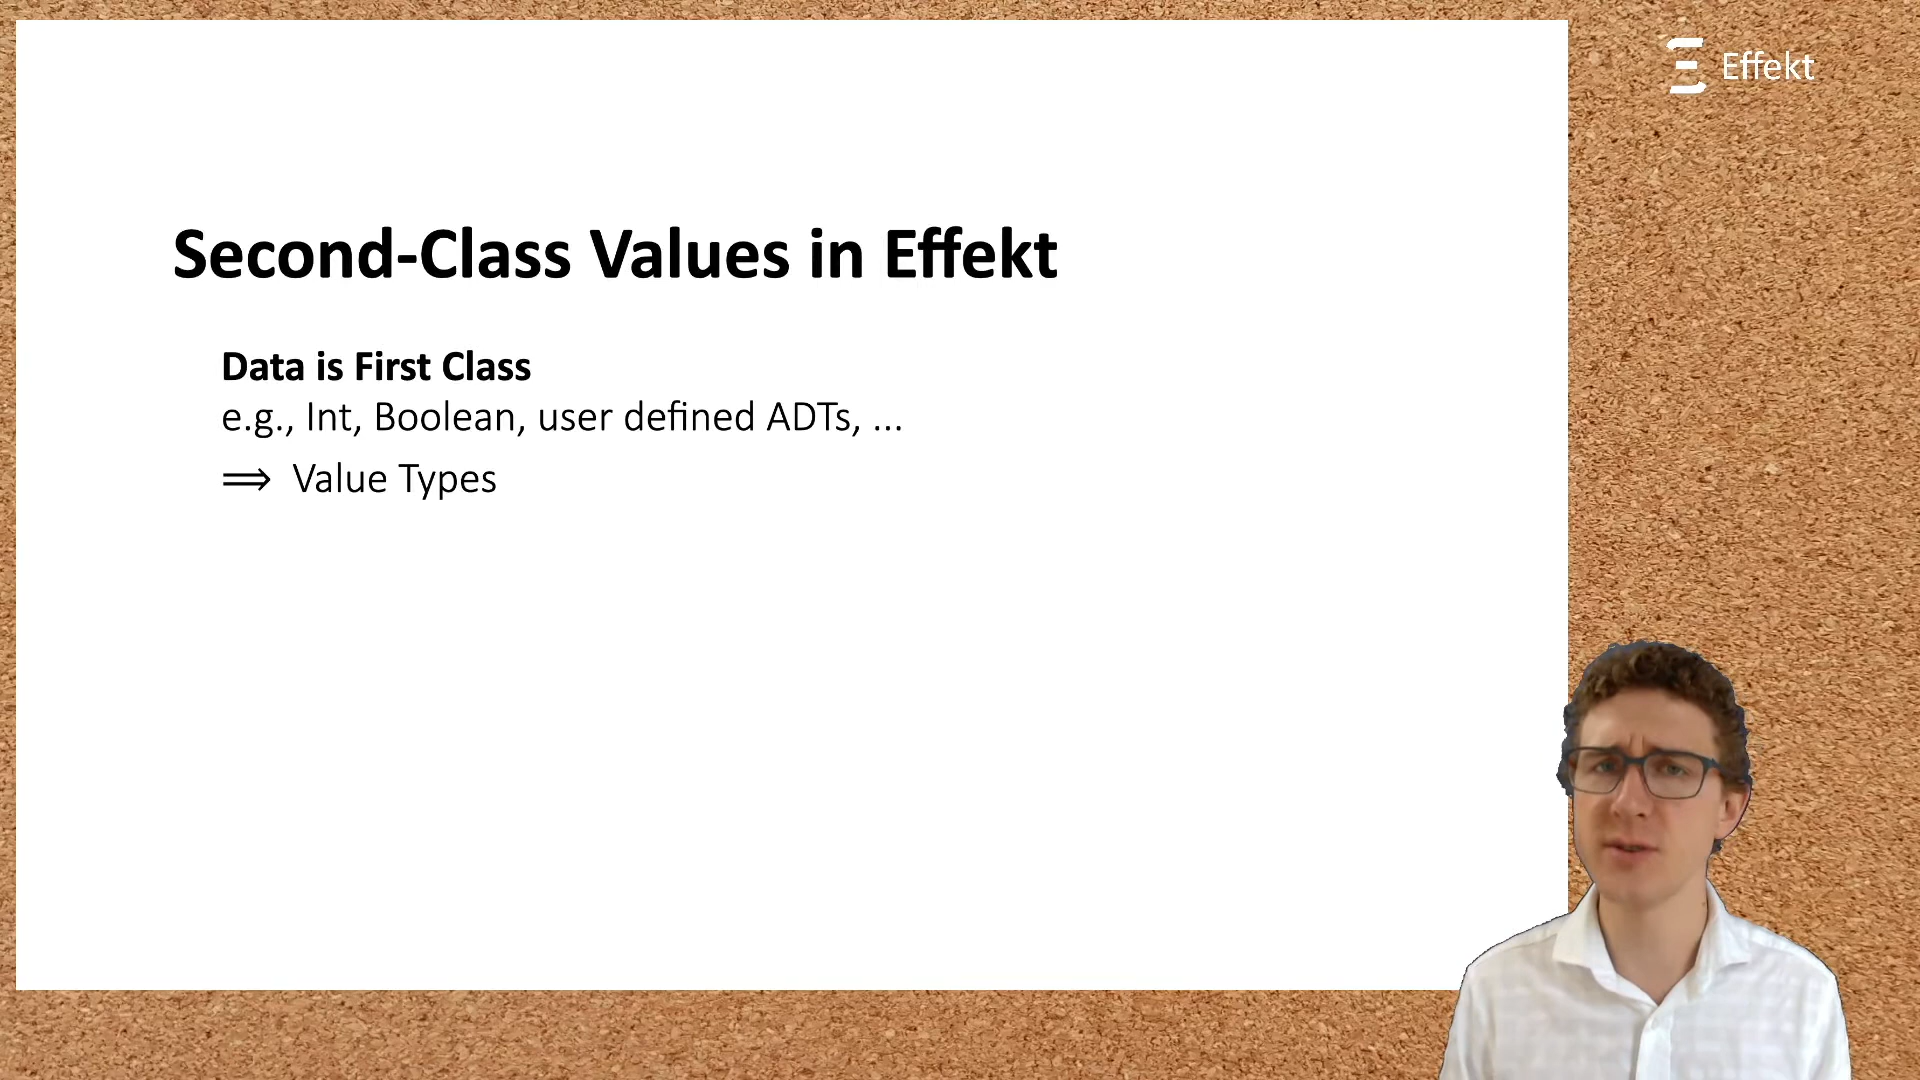 Effekt
Second-Class Values in Effekt
Data is First Class
e.g., Int, Boolean, user defined ADTs, ...
⟹ Value Types